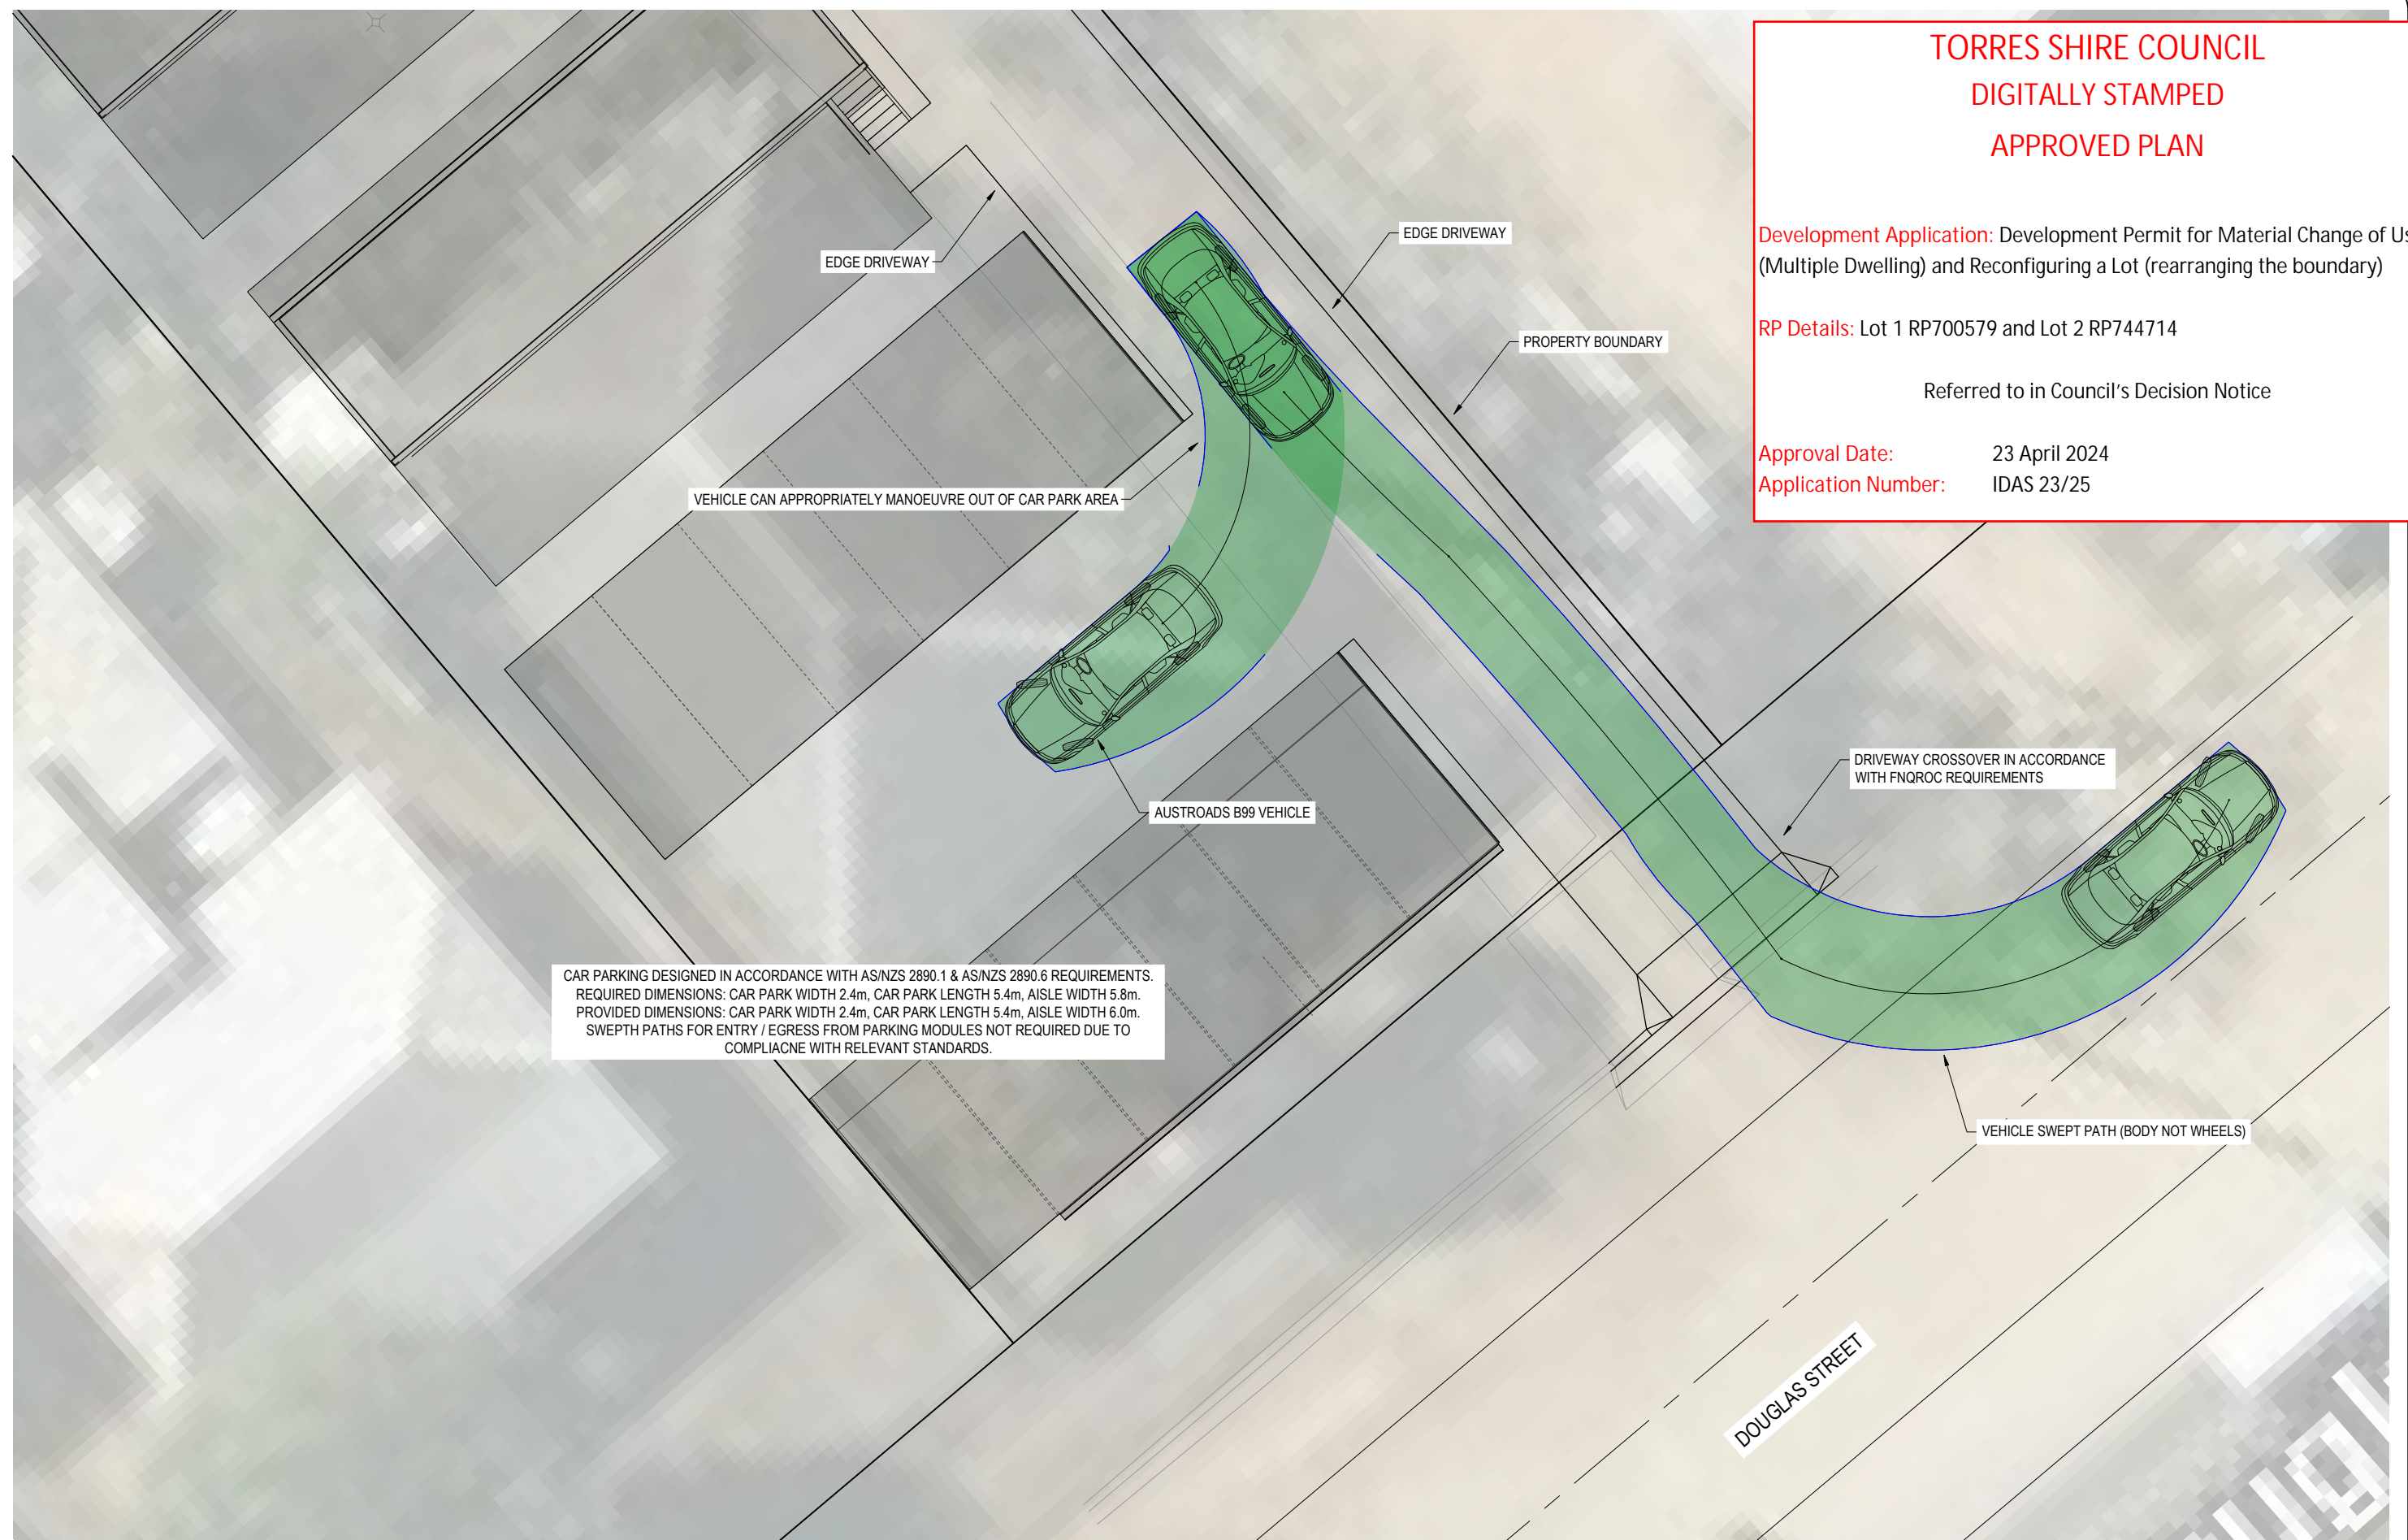 TORRES SHIRE COUNCIL
DIGITALLY STAMPED
APPROVED PLAN
Development Application: Development Permit for Material Change of
(Multiple Dwelling) and Reconfiguring a Lot (rearranging the boundary)
RP Details: Lot 1 RP700579 and Lot 2 RP744714
Referred to in Council's Decision Notice
Approval Date: 23 April 2024
Application Number: IDAS 23/25
EDGE DRIVEWAY
EDGE DRIVEWAY
PROPERTY BOUNDARY
VEHICLE CAN APPROPRIATELY MANOEUVRE OUT OF CAR PARK AREA
DRIVEWAY CROSSOVER IN ACCORDANCE
WITH FNQROC REQUIREMENTS
AUSTROADS B99 VEHICLE
CAR PARKING DESIGNED IN ACCORDANCE WITH AS/NZS 2890.1 & AS/NZS 2890.6 REQUIREMENTS.
REQUIRED DIMENSIONS: CAR PARK WIDTH 2.4m, CAR PARK LENGTH 5.4m, AISLE WIDTH 5.8m.
PROVIDED DIMENSIONS: CAR PARK WIDTH 2.4m, CAR PARK LENGTH 5.4m, AISLE WIDTH 6.0m.
SWEPTH PATHS FOR ENTRY / EGRESS FROM PARKING MODULES NOT REQUIRED DUE TO
COMPLIACNE WITH RELEVANT STANDARDS.
VEHICLE SWEPT PATH (BODY NOT WHEELS)
DOUGLAS STREET